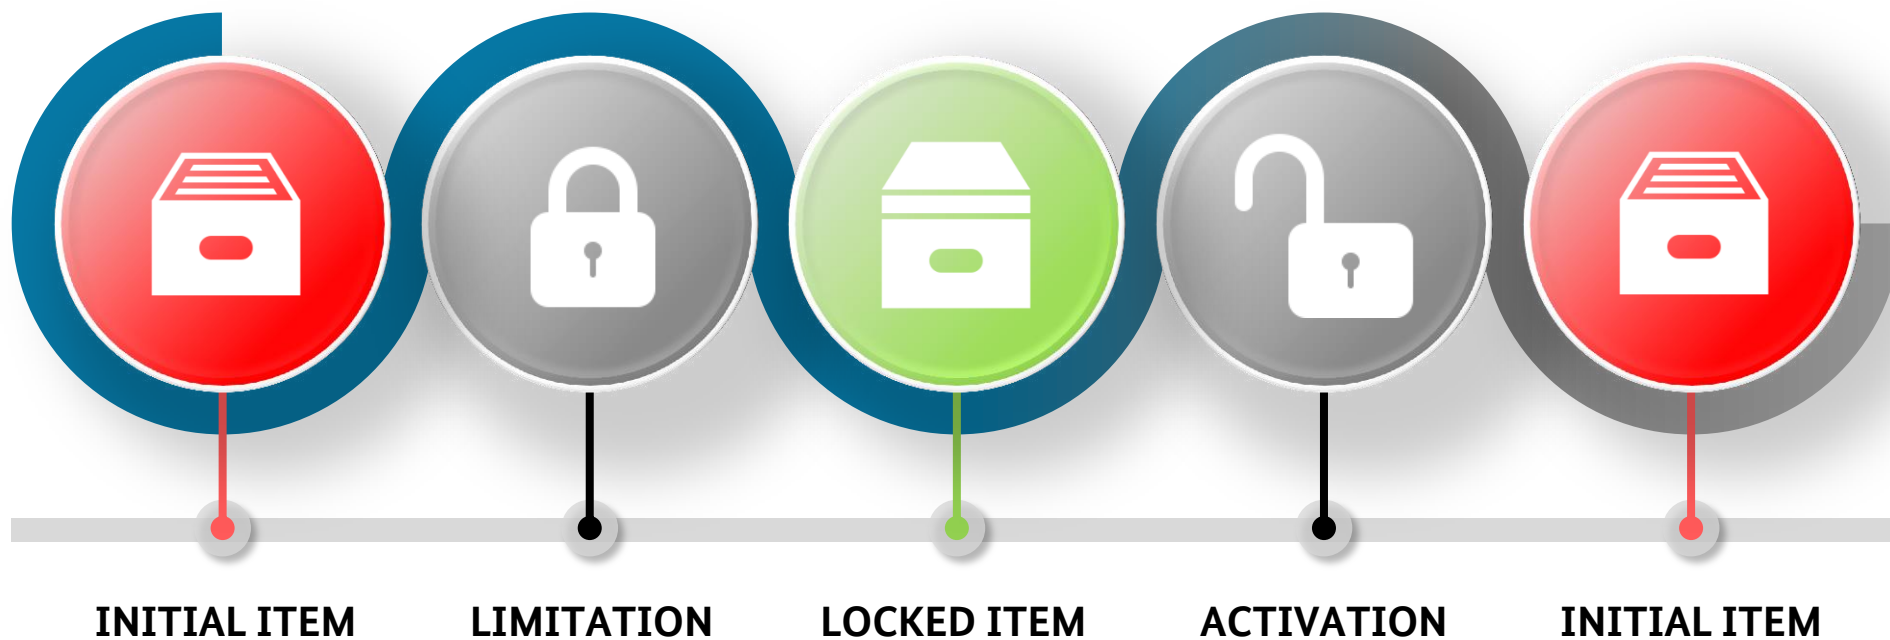 INITIAL ITEM
LIMITATION
LOCKED ITEM
ACTIVATION
INITIAL ITEM